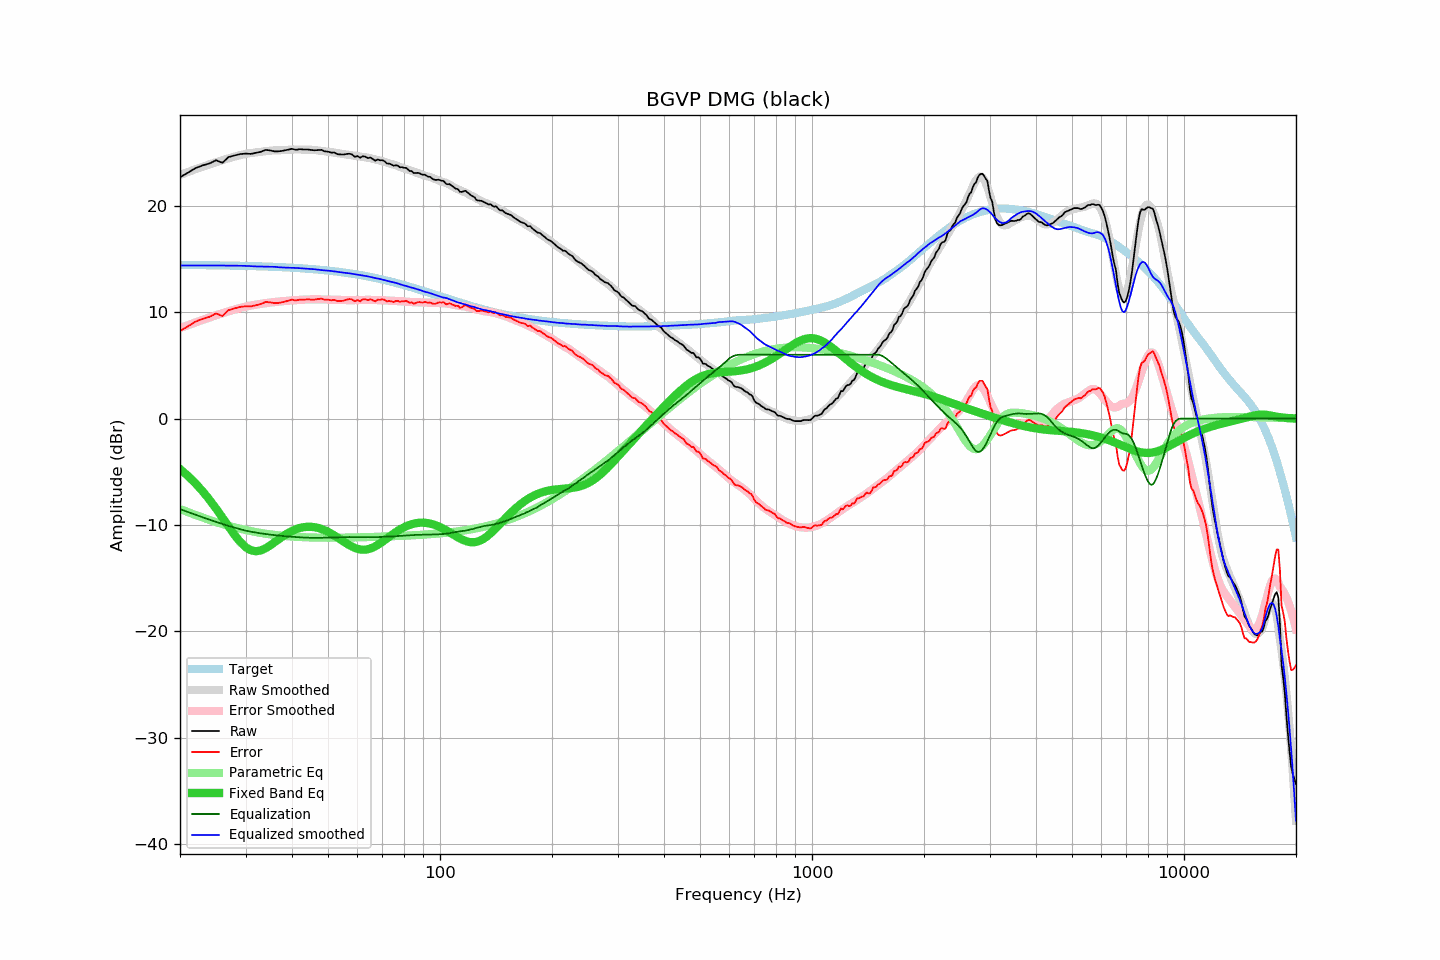 BGVP DMG (black)
Amplitude (dBr)
20
10
0
−10
−20
−30
−40
Target
Raw Smoothed
Error Smoothed
Raw
Error
Parametric Eq
Fixed Band Eq
Equalization
Equalized smoothed
100
1000
10000
Frequency (Hz)